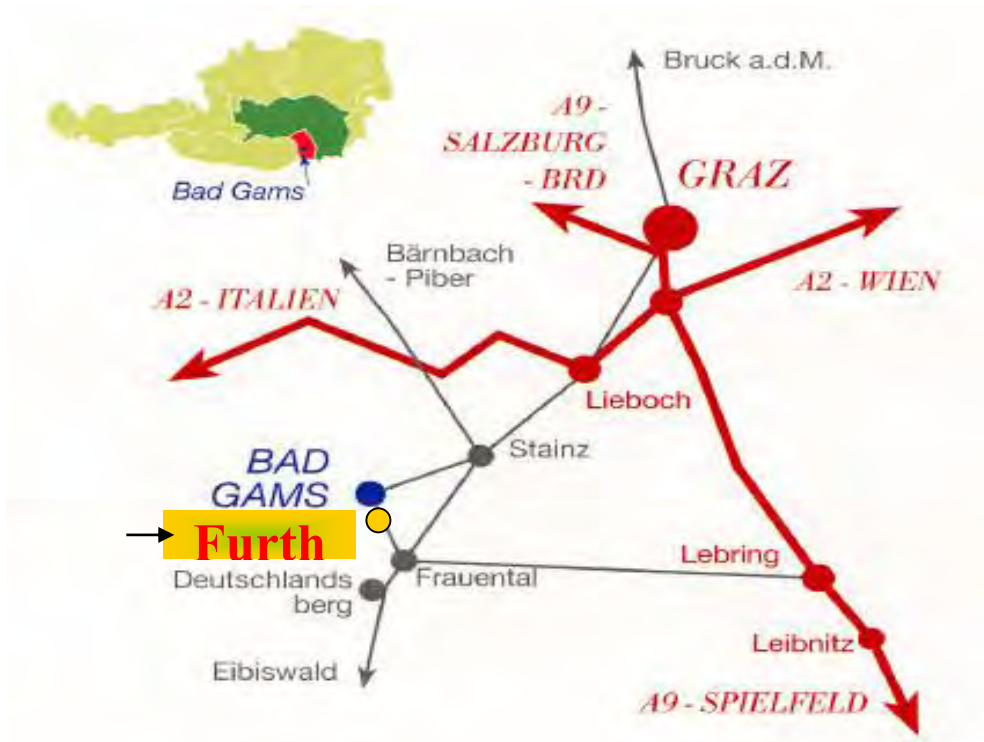 Bruck a.d.M.
A9 -
SALZBURG
- BRD
GRAZ
Bad Gams
Bärnbach
- Piber
A2 - ITALIEN
A2 - WIEN
Lieboch
Stainz
BAD
GAMS
Furth
Lebring
Deutschlands
berg
Frauental
Leibnitz
Eibiswald
A9 - SPIELFELD